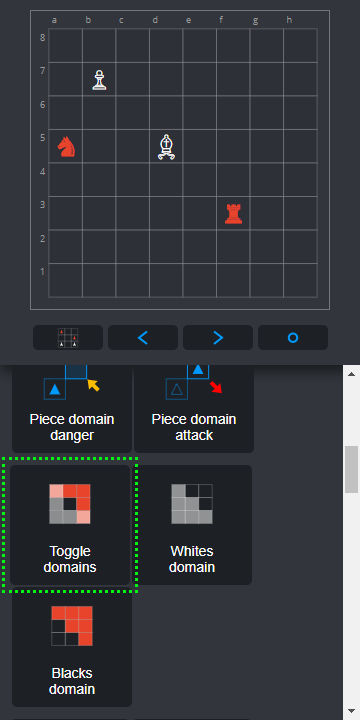 a b c d e f g h
8
7
6
5
4
3
2
1
Piece domain
danger
Piece domain
attack
Toggle
domains
Whites
domain
Blacks
domain